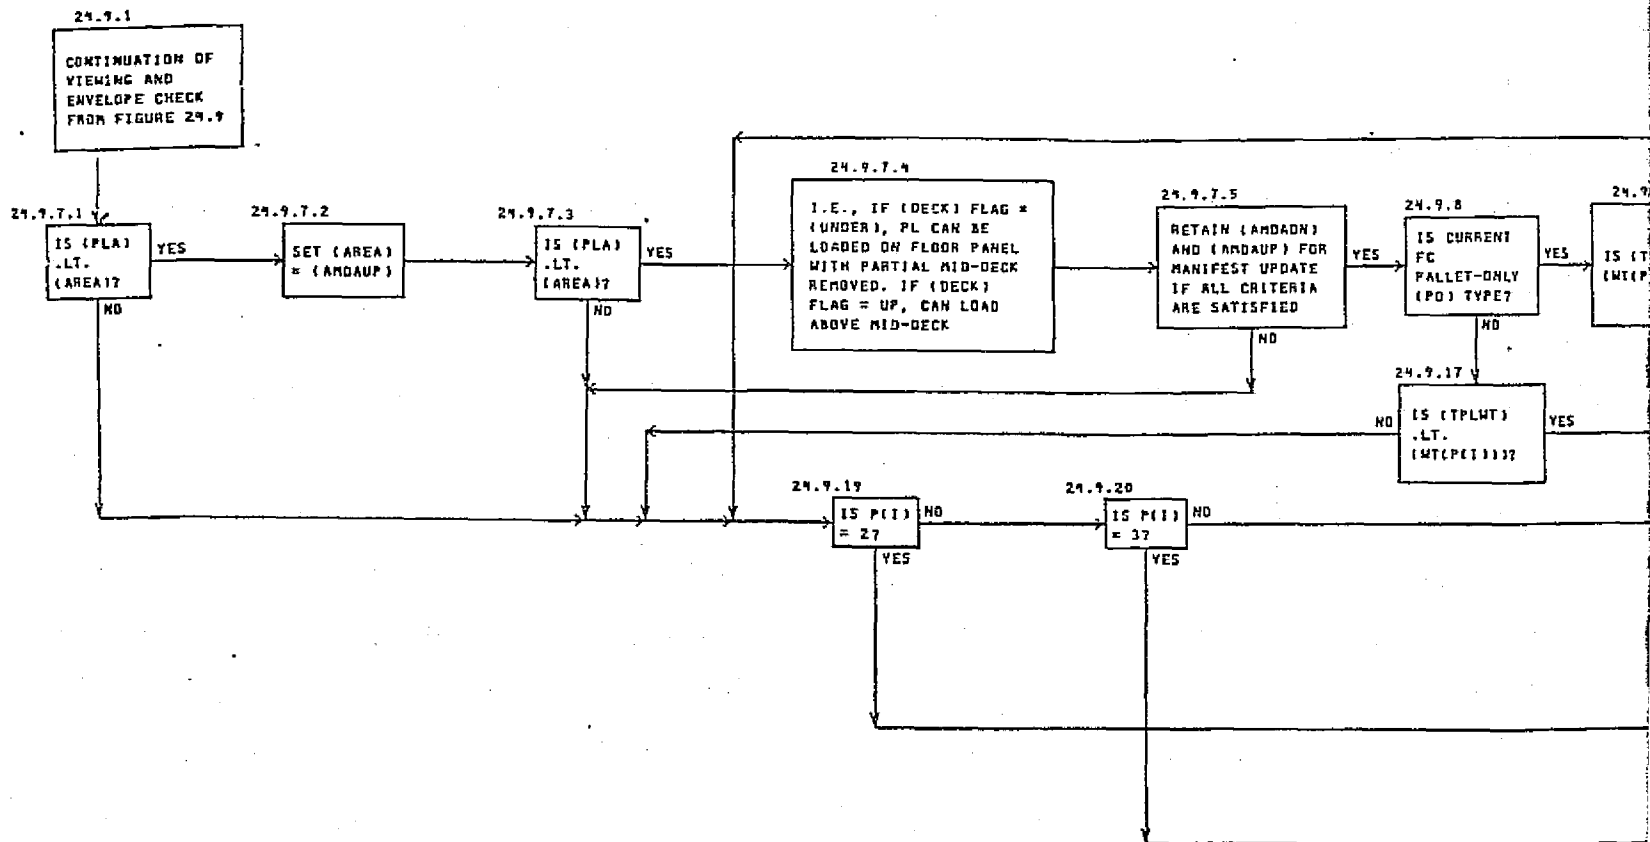 24.9.1
CONTINUATION OF
VIEWING AND
ENVELOPE CHECK
FROM FIGURE 24.9
24.9.7.1
IS (PLA)
.LT.
(AREA)?
YES
NO
24.9.7.2
SET (AREA)
= (AMDAUP)
24.9.7.3
IS (PLA)
.LT.
(AREA)?
YES
NO
24.9.7.4
I.E., IF (DECK) FLAG =
(UNDER), PL CAN BE
LOADED ON FLOOR PANEL
WITH PARTIAL MID-DECK
REMOVED. IF (DECK)
FLAG = UP, CAN LOAD
ABOVE MID-DECK
24.9.7.5
RETAIN (AMDADN)
AND (AMDAUP) FOR
MANIFEST UPDATE
IF ALL CRITERIA
ARE SATISFIED
YES
NO
24.9.8
IS CURRENT
FC
PALLET-ONLY
(PO) TYPE?
YES
NO
24.9
IS (T
(WT(P
24.9.17
IS (TPLWT)
.LT.
(WT(P(I)))?
NO
YES
24.9.19
IS P(I)
= 2?
NO
YES
24.9.20
IS P(I)
= 3?
NO
YES